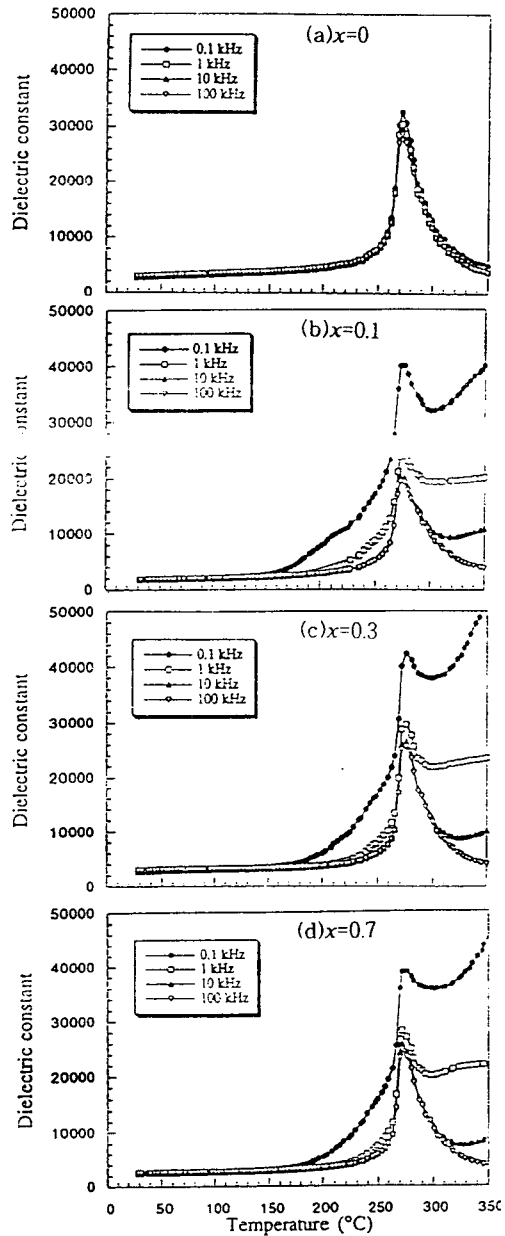 50000
40000
30000
20000
10000
0
Dielectric constant
(a)x=0
0.1 kHz
1 kHz
10 kHz
100 kHz
50000
40000
30000
20000
10000
0
Dielectric constant
(b)x=0.1
0.1 kHz
1 kHz
10 kHz
100 kHz
50000
40000
30000
20000
10000
0
Dielectric constant
(c)x=0.3
0.1 kHz
1 kHz
10 kHz
100 kHz
50000
40000
30000
20000
10000
0
Dielectric constant
(d)x=0.7
0.1 kHz
1 kHz
10 kHz
100 kHz
0 50 100 150 200 250 300 350
Temperature (°C)